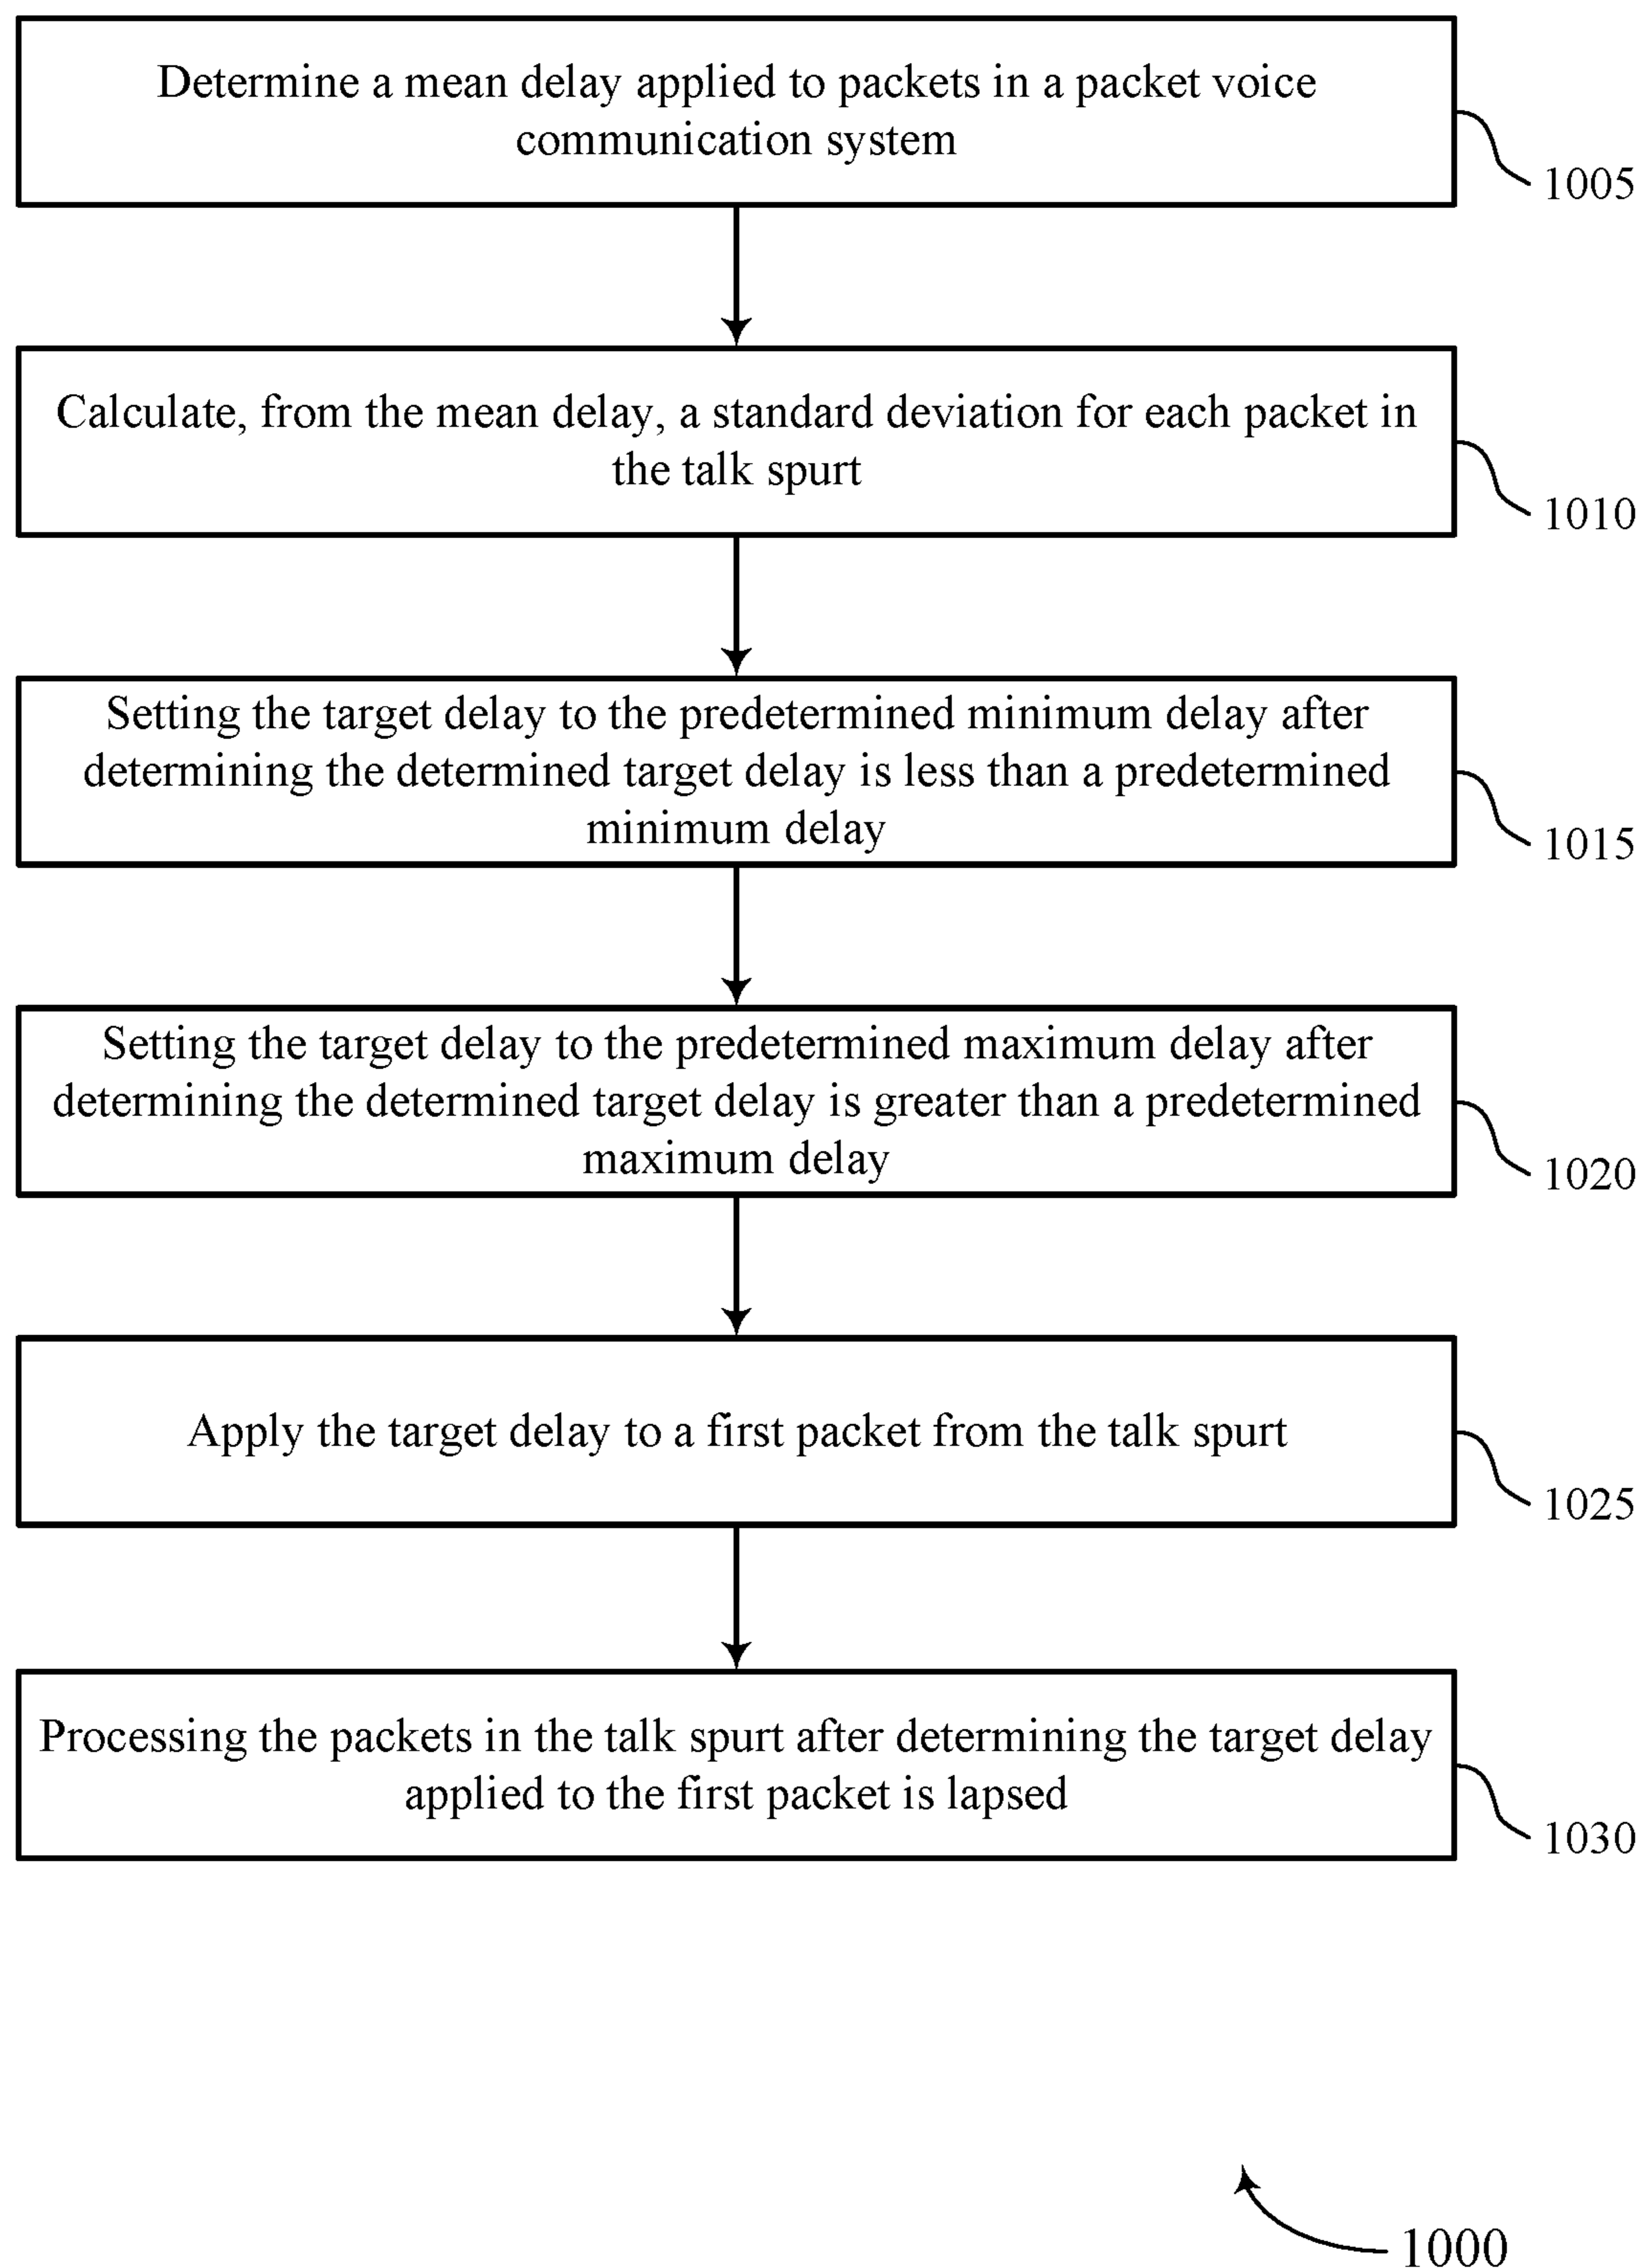 Determine a mean delay applied to packets in a packet voice
communication system
1005
Calculate, from the mean delay, a standard deviation for each packet in
the talk spurt
1010
Setting the target delay to the predetermined minimum delay after
determining the determined target delay is less than a predetermined
minimum delay
1015
Setting the target delay to the predetermined maximum delay after
determining the determined target delay is greater than a predetermined
maximum delay
1020
Apply the target delay to a first packet from the talk spurt
1025
Processing the packets in the talk spurt after determining the target delay
applied to the first packet is lapsed
1030
1000